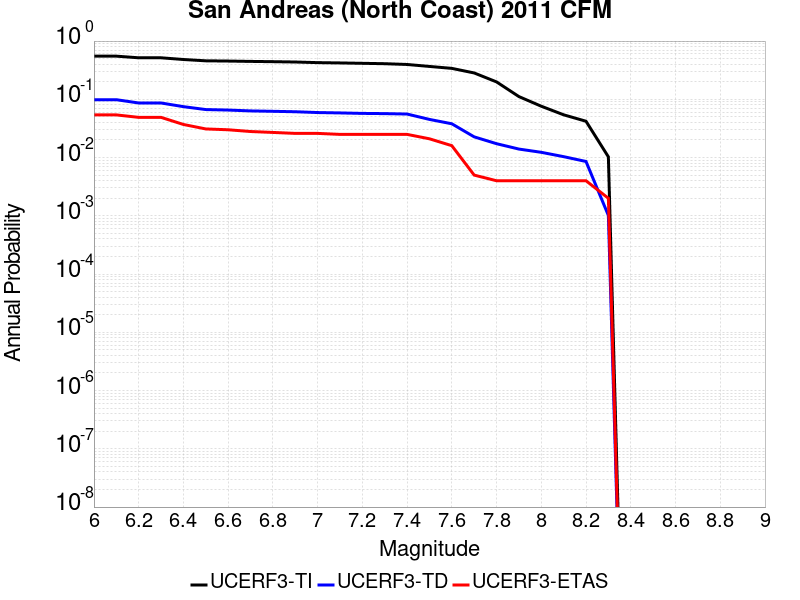 San Andreas (North Coast) 2011 CFM
10^0
10^-1
10^-2
10^-3
10^-4
10^-5
10^-6
10^-7
10^-8
Annual Probability
6 6.2 6.4 6.6 6.8 7 7.2 7.4 7.6 7.8 8 8.2 8.4 8.6 8.8 9
Magnitude
UCERF3-TI UCERF3-TD UCERF3-ETAS